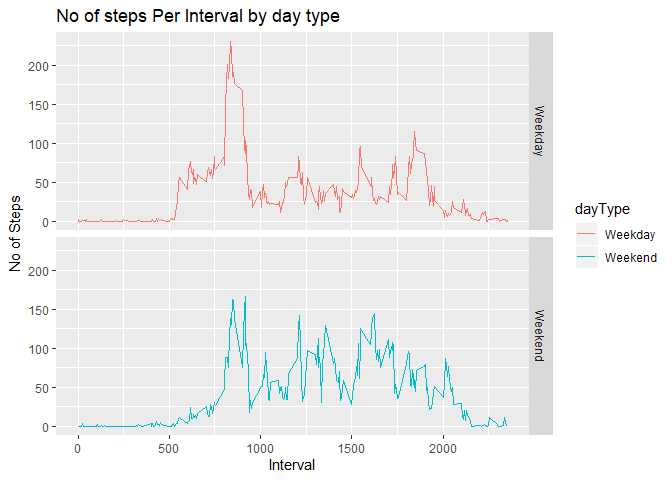 No of steps Per Interval by day type
200
150
100
50
0
Weekday
No of Steps
200
150
100
50
0
Weekend
0
500
1000
1500
2000
Interval
dayType
Weekday
Weekend